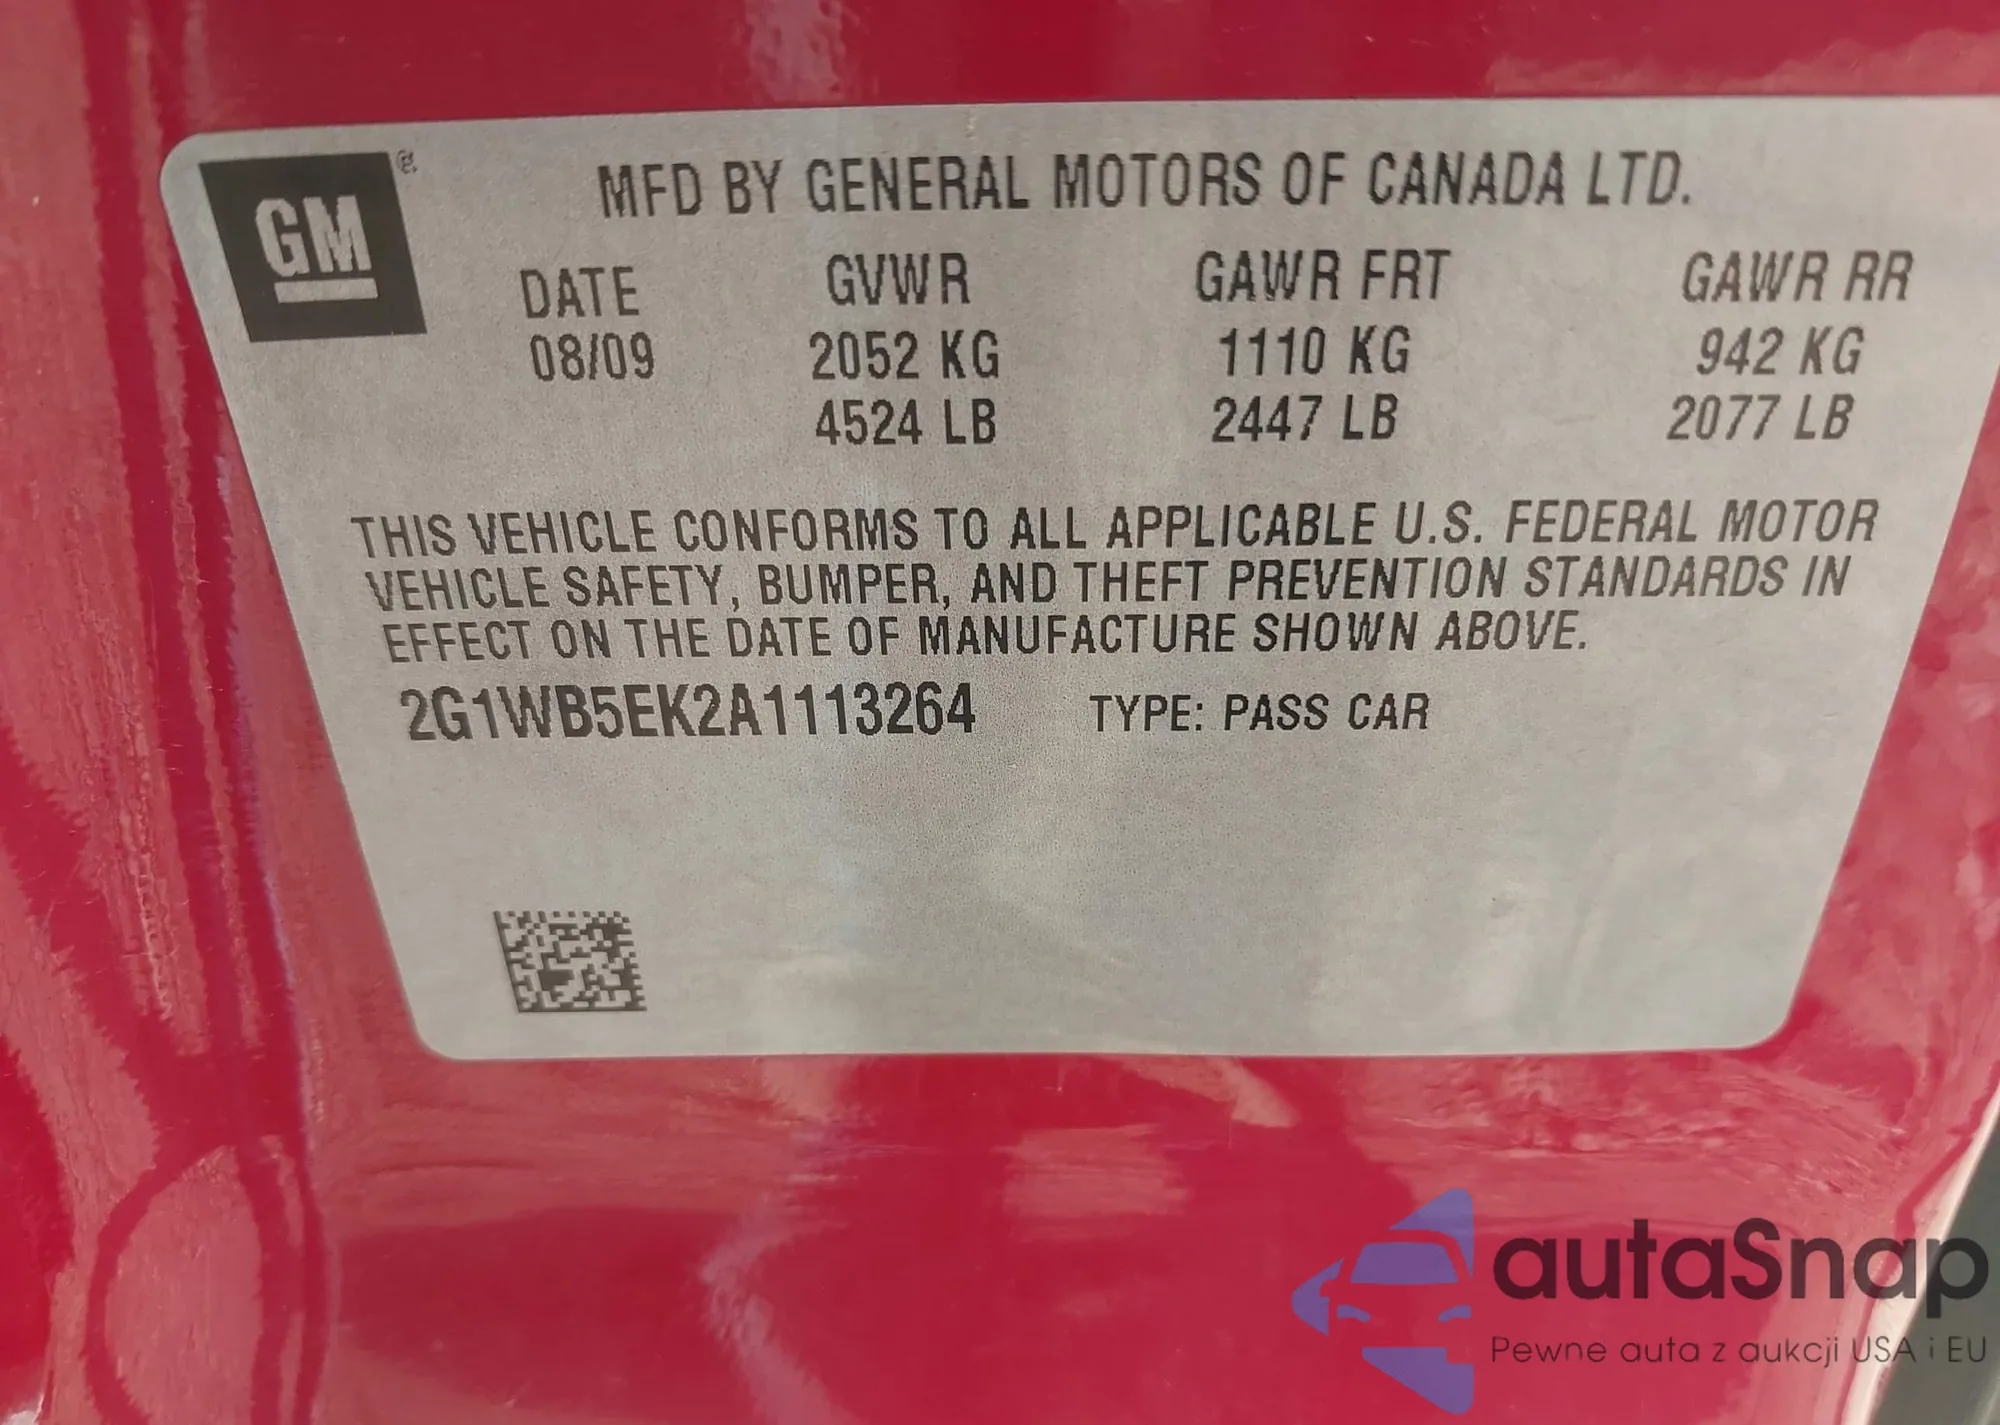 GM®
MFD BY GENERAL MOTORS OF CANADA LTD.
DATE GVWR GAWR FRT GAWR RR
08/09 2052 KG 1110 KG 942 KG
4524 LB 2447 LB 2077 LB
THIS VEHICLE CONFORMS TO ALL APPLICABLE U.S. FEDERAL MOTOR
VEHICLE SAFETY, BUMPER, AND THEFT PREVENTION STANDARDS IN
EFFECT ON THE DATE OF MANUFACTURE SHOWN ABOVE.
2G1WB5EK2A1113264 TYPE: PASS CAR
autaSnap
Pewne auta z aukcji USA i EU